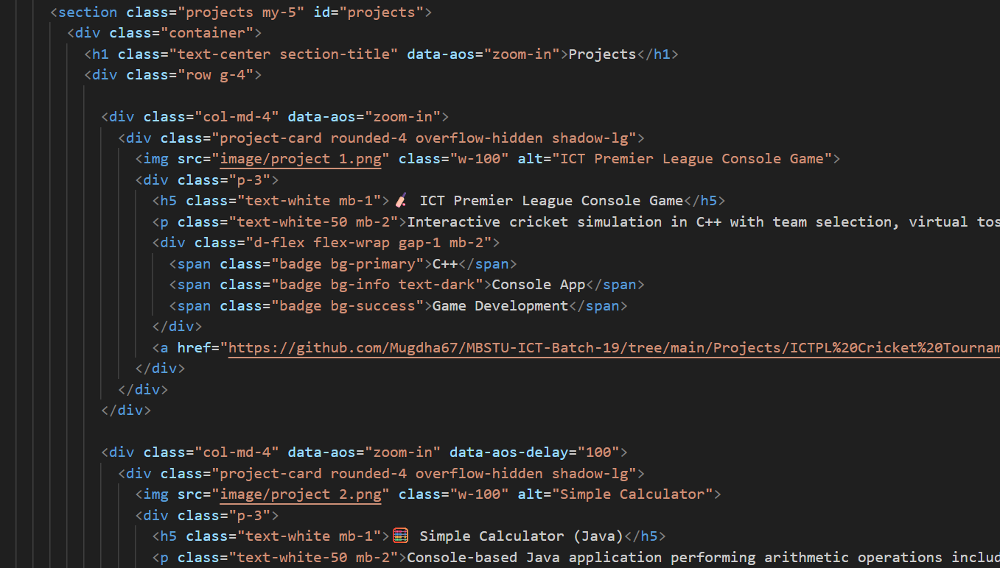 <section class="projects my-5" id="projects">
<div class="container">
<h1 class="text-center section-title" data-aos="zoom-in">Projects</h1>
<div class="row g-4">
<div class="col-md-4" data-aos="zoom-in">
<div class="project-card rounded-4 overflow-hidden shadow-lg">
<img src="image/project 1.png" class="w-100" alt="ICT Premier League Console Game">
<div class="p-3">
<h5 class="text-white mb-1">🏏 ICT Premier League Console Game</h5>
<p class="text-white-50 mb-2">Interactive cricket simulation in C++ with team selection, virtual tos
<div class="d-flex flex-wrap gap-1 mb-2">
<span class="badge bg-primary">C++</span>
<span class="badge bg-info text-dark">Console App</span>
<span class="badge bg-success">Game Development</span>
</div>
<a href="https://github.com/Mugdha67/MBSTU-ICT-Batch-19/tree/main/Projects/ICTPL%20Cricket%20Tournam
</div>
</div>
</div>
<div class="col-md-4" data-aos="zoom-in" data-aos-delay="100">
<div class="project-card rounded-4 overflow-hidden shadow-lg">
<img src="image/project 2.png" class="w-100" alt="Simple Calculator">
<div class="p-3">
<h5 class="text-white mb-1">🧮 Simple Calculator (Java)</h5>
<p class="text-white-50 mb-2">Console-based Java application performing arithmetic operations includ